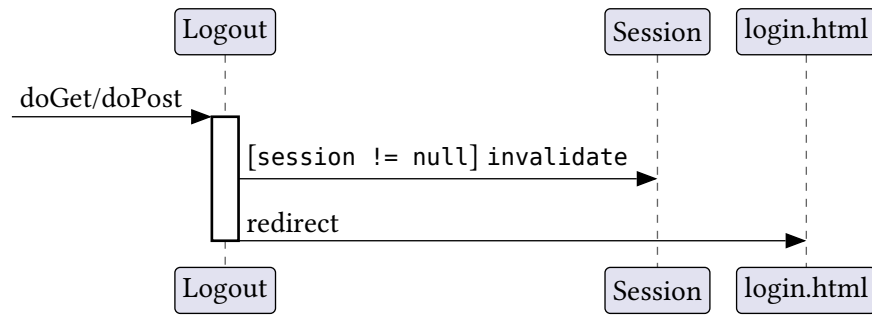 Logout Session login.html
doGet/doPost
[session != null] invalidate
redirect
Logout Session login.html